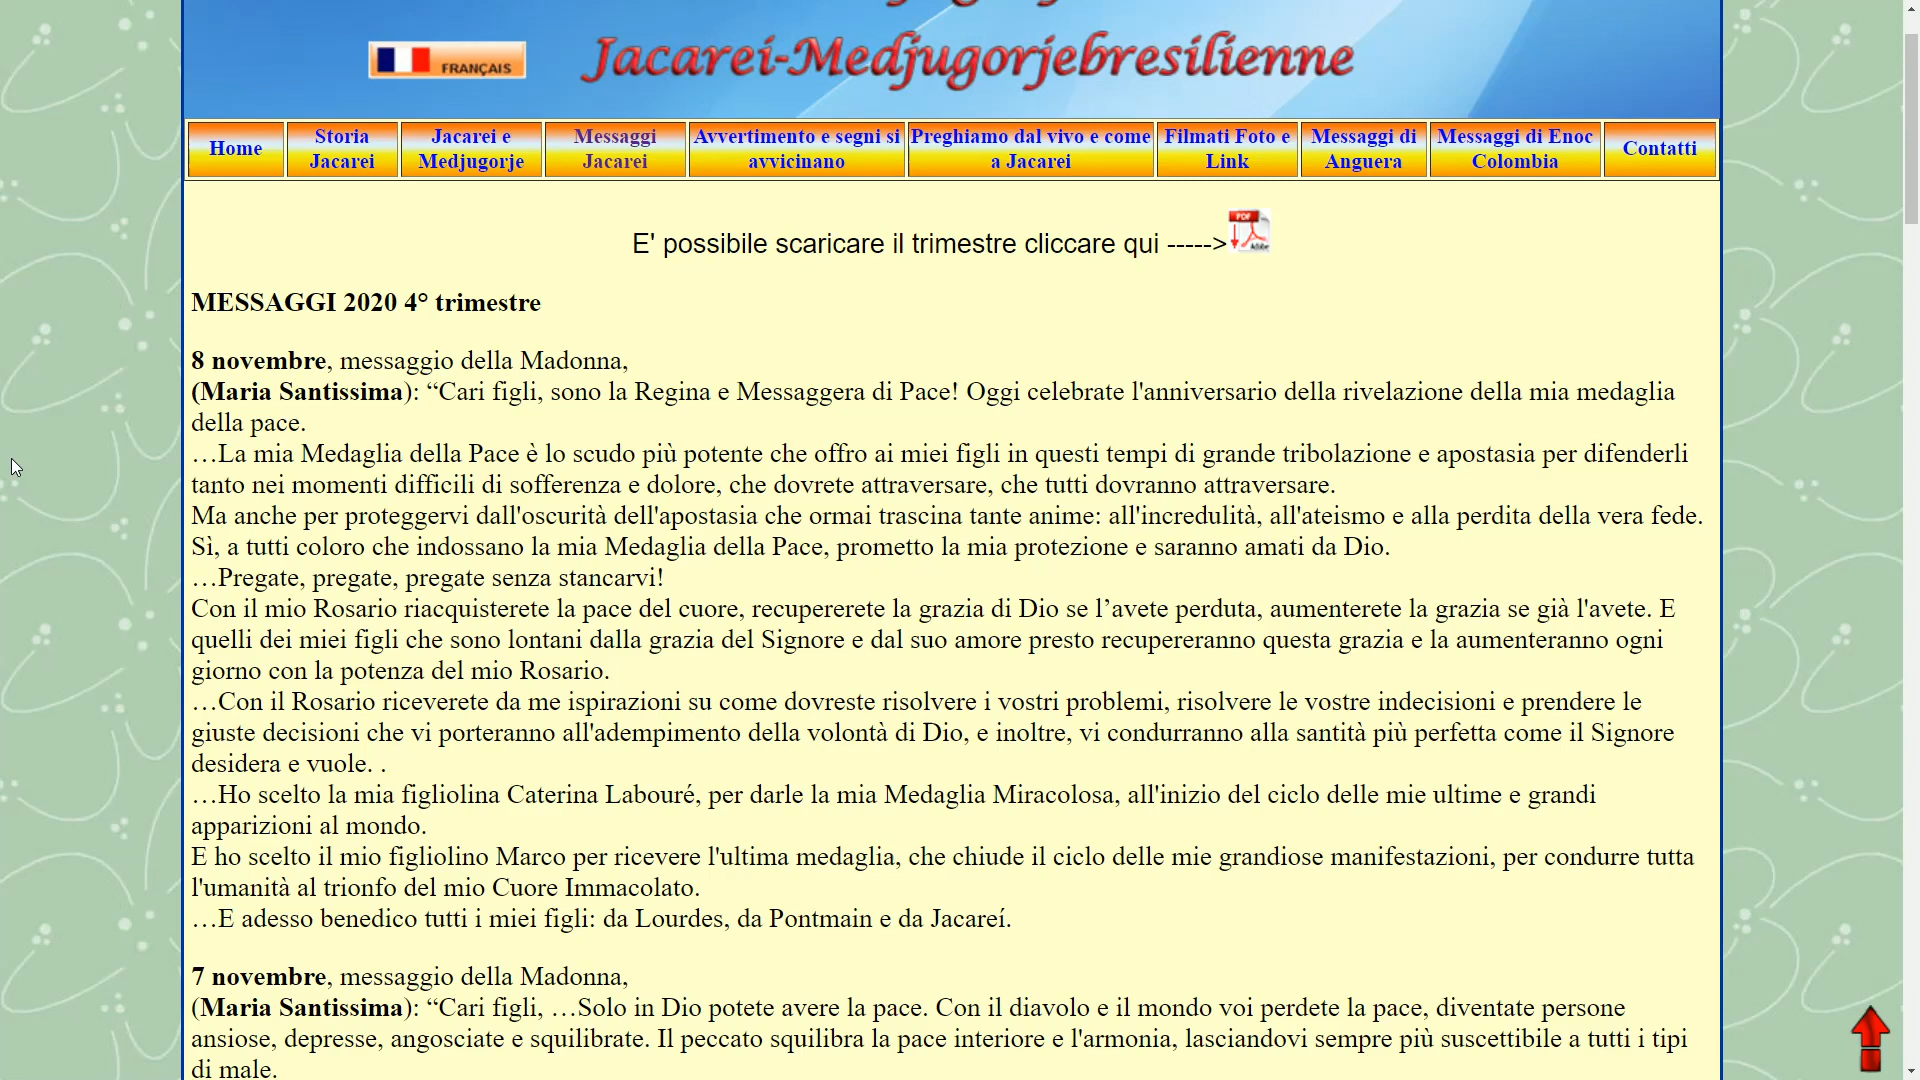 Jacarei-Medjugorjebresilienne
FRANÇAIS
Home
Storia
Jacarei
Jacarei e
Medjugorje
Messaggi
Jacarei
Avvertimento e segni si
avvicinano
Preghiamo dal vivo e come
a Jacarei
Filmati Foto e
Link
Messaggi di
Anguera
Messaggi di Enoc
Colombia
Contatti
E' possibile scaricare il trimestre cliccare qui ----->
PDF
Adobe
MESSAGGI 2020 4° trimestre
8 novembre, messaggio della Madonna,
(Maria Santissima): “Cari figli, sono la Regina e Messaggera di Pace! Oggi celebrate l'anniversario della rivelazione della mia medaglia
della pace.
…La mia Medaglia della Pace è lo scudo più potente che offro ai miei figli in questi tempi di grande tribolazione e apostasia per difenderli
tanto nei momenti difficili di sofferenza e dolore, che dovrete attraversare, che tutti dovranno attraversare.
Ma anche per proteggervi dall'oscurità dell'apostasia che ormai trascina tante anime: all'incredulità, all'ateismo e alla perdita della vera fede.
Sì, a tutti coloro che indossano la mia Medaglia della Pace, prometto la mia protezione e saranno amati da Dio.
…Pregate, pregate, pregate senza stancarvi!
Con il mio Rosario riacquisterete la pace del cuore, recupererete la grazia di Dio se l’avete perduta, aumenterete la grazia se già l'avete. E
quelli dei miei figli che sono lontani dalla grazia del Signore e dal suo amore presto recupereranno questa grazia e la aumenteranno ogni
giorno con la potenza del mio Rosario.
…Con il Rosario riceverete da me ispirazioni su come dovreste risolvere i vostri problemi, risolvere le vostre indecisioni e prendere le
giuste decisioni che vi porteranno all'adempimento della volontà di Dio, e inoltre, vi condurranno alla santità più perfetta come il Signore
desidera e vuole. .
…Ho scelto la mia figliolina Caterina Labouré, per darle la mia Medaglia Miracolosa, all'inizio del ciclo delle mie ultime e grandi
apparizioni al mondo.
E ho scelto il mio figliolino Marco per ricevere l'ultima medaglia, che chiude il ciclo delle mie grandiose manifestazioni, per condurre tutta
l'umanità al trionfo del mio Cuore Immacolato.
…E adesso benedico tutti i miei figli: da Lourdes, da Pontmain e da Jacareí.
7 novembre, messaggio della Madonna,
(Maria Santissima): “Cari figli, …Solo in Dio potete avere la pace. Con il diavolo e il mondo voi perdete la pace, diventate persone
ansiose, depresse, angosciate e squilibrate. Il peccato squilibra la pace interiore e l'armonia, lasciandovi sempre più suscettibile a tutti i tipi
di male.